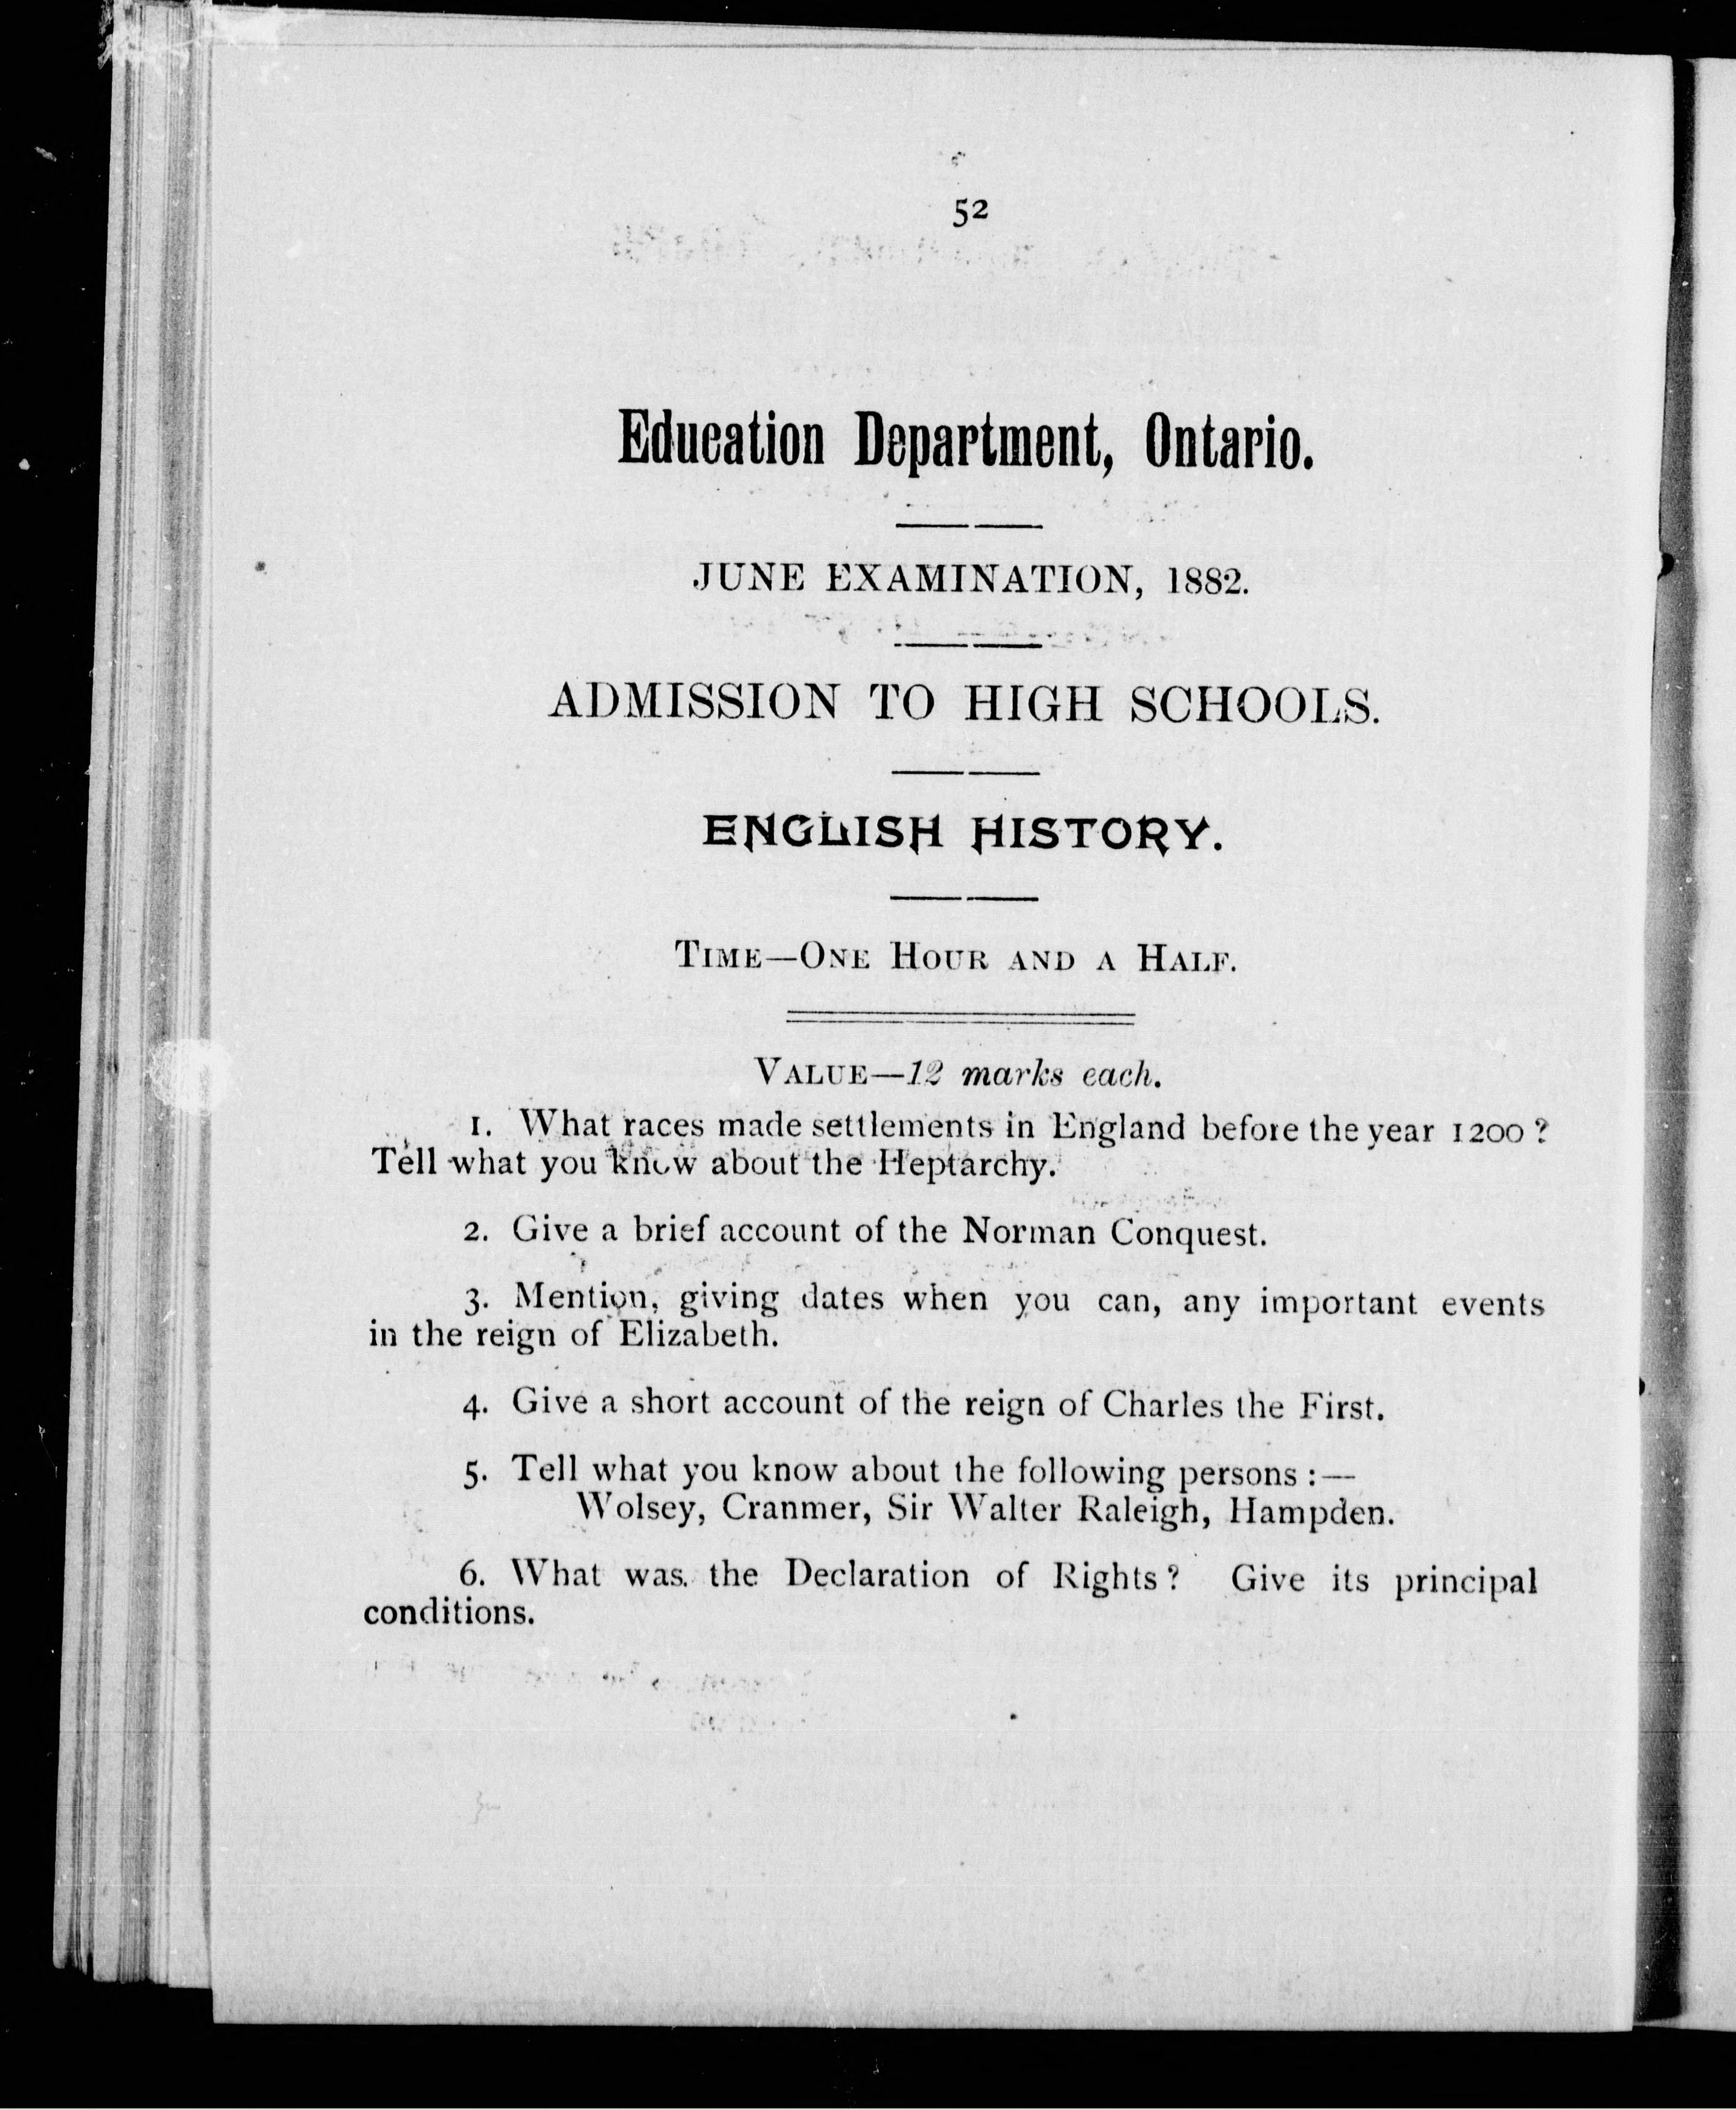 52
Education Department, Ontario.
JUNE EXAMINATION, 1882.
ADMISSION TO HIGH SCHOOLS.
ENGLISH HISTORY.
TIME—ONE HOUR AND A HALF.
VALUE—12 marks each.
1. What races made settlements in England before the year 1200 ?
Tell what you know about the Heptarchy.
2. Give a brief account of the Norman Conquest.
3. Mention, giving dates when you can, any important events
in the reign of Elizabeth.
4. Give a short account of the reign of Charles the First.
5. Tell what you know about the following persons :—
Wolsey, Cranmer, Sir Walter Raleigh, Hampden.
6. What was the Declaration of Rights ? Give its principal
conditions.